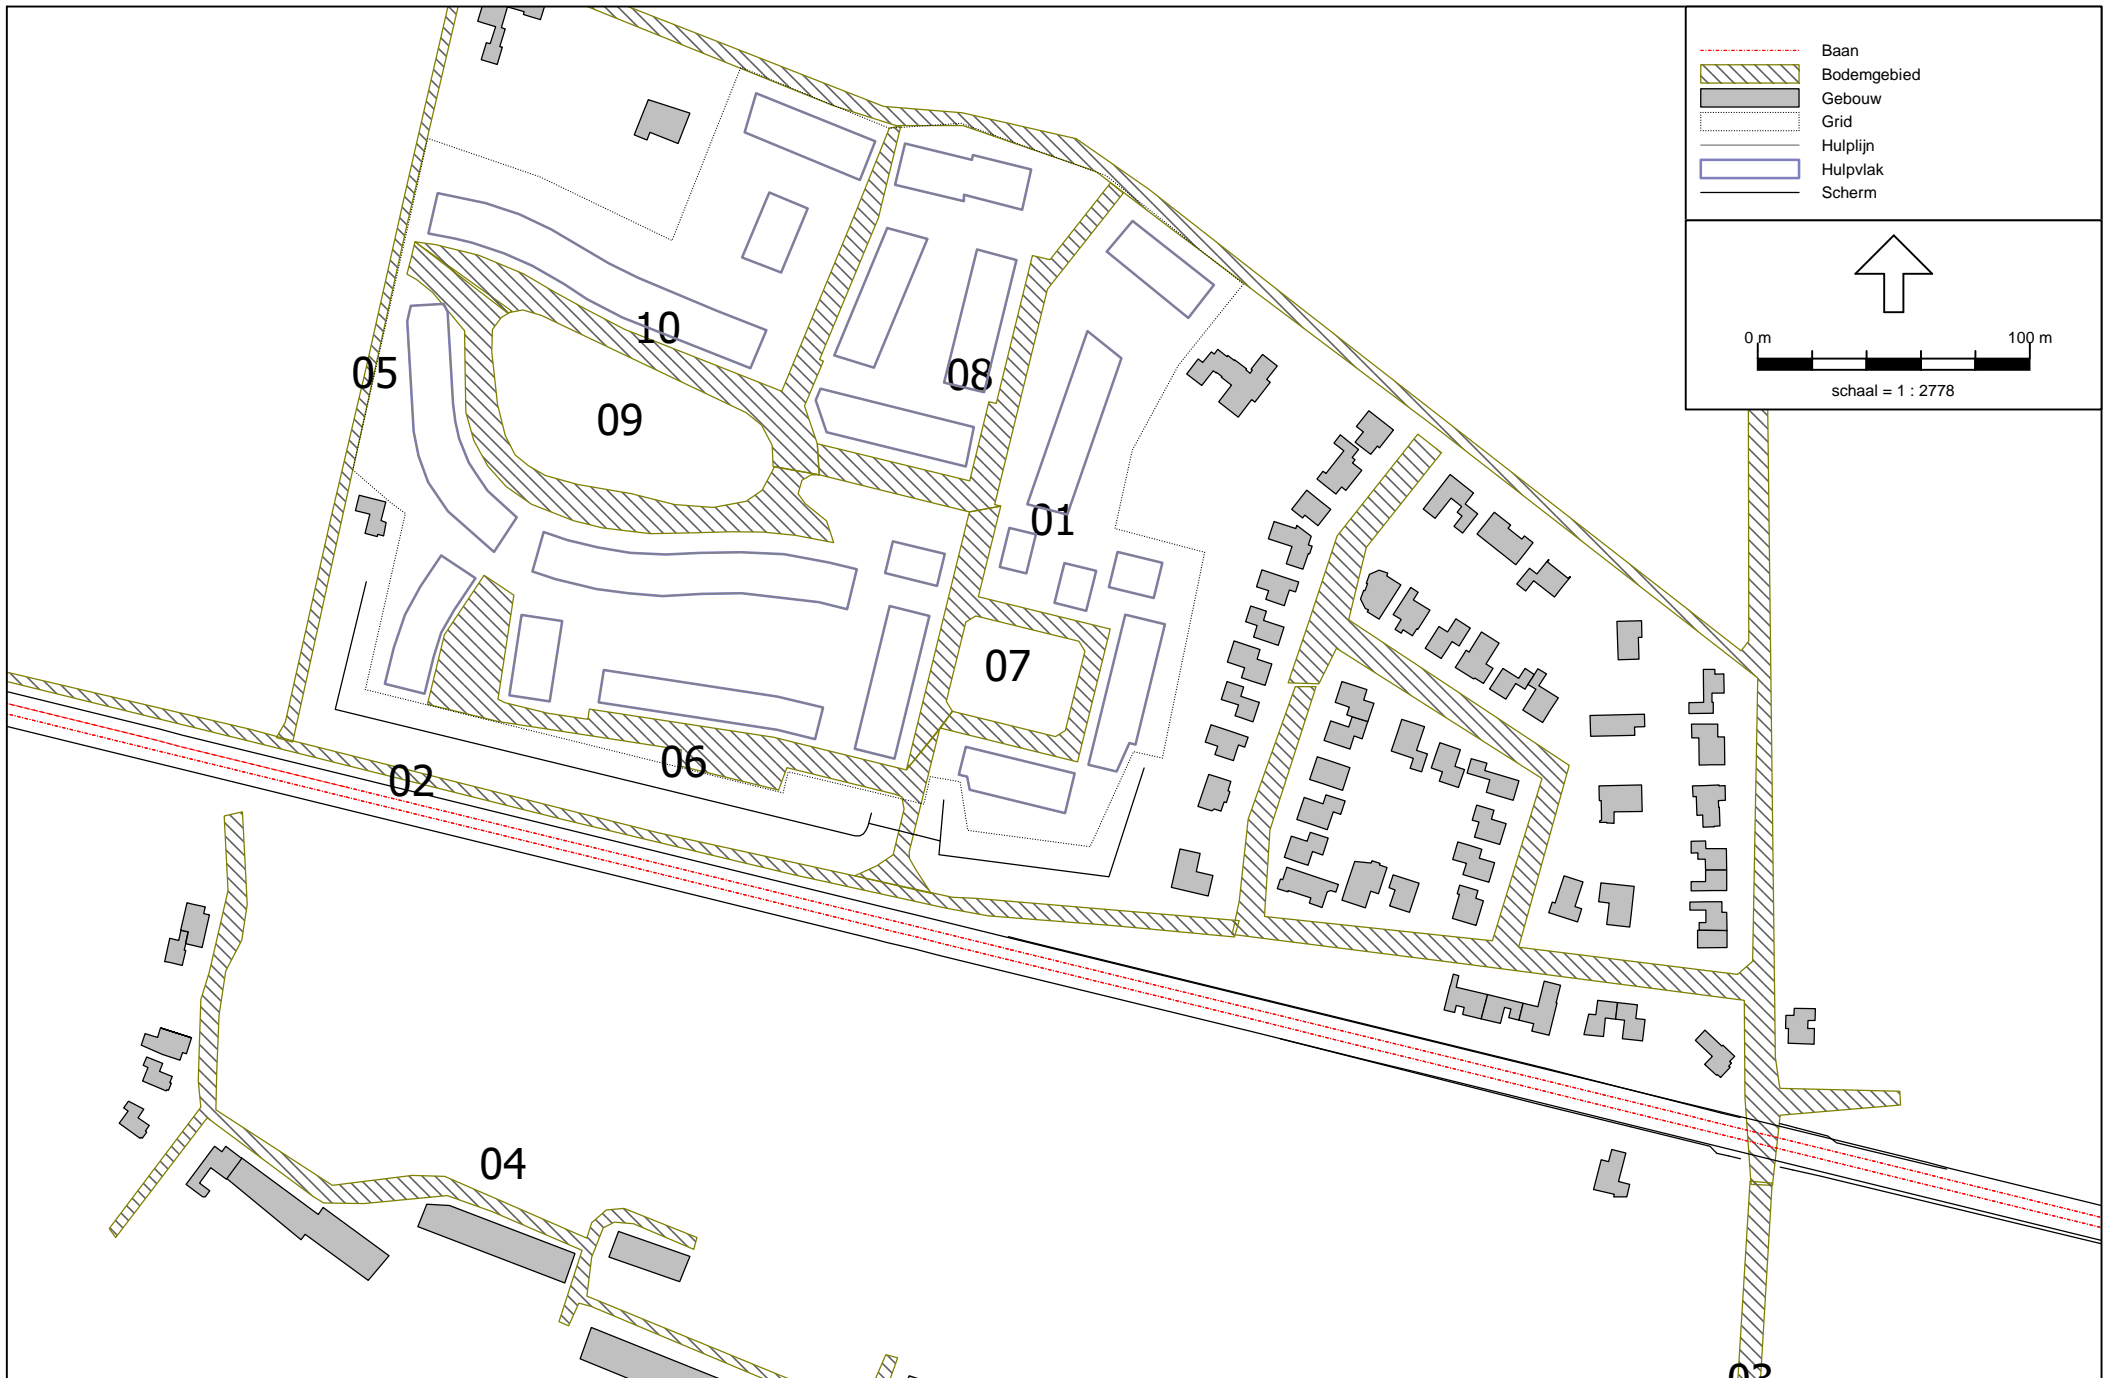 Baan
Bodemgebied
Gebouw
Grid
Hulplijn
Hulpvlak
Scherm
0 m 100 m
schaal = 1 : 2778
10
05
08
09
01
07
06
02
04
03